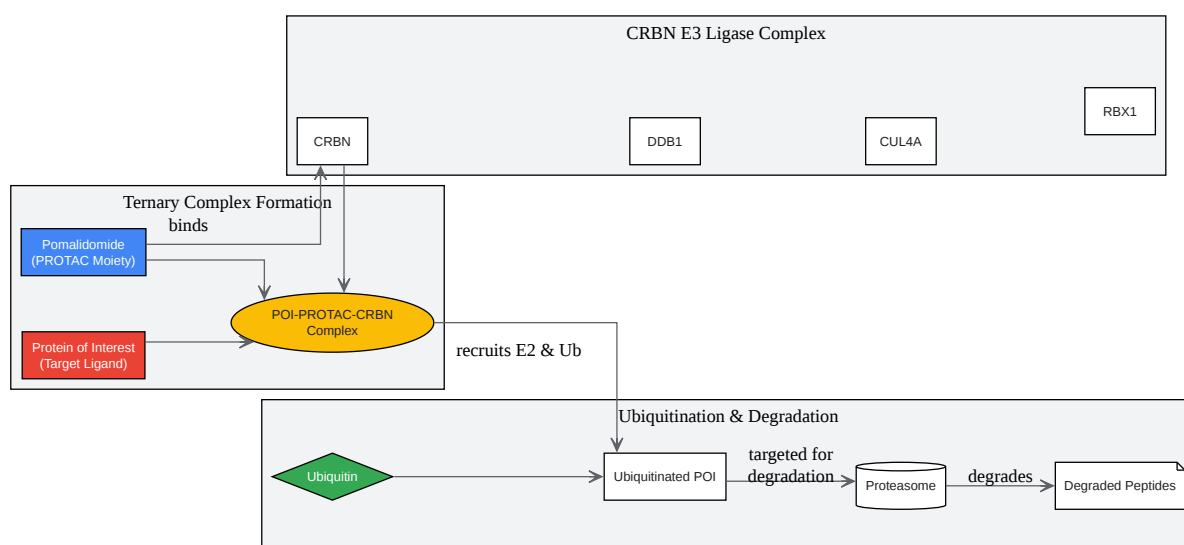 CRBN E3 Ligase Complex
RBX1
CRBN
DDB1
CUL4A
Ternary Complex Formation
binds
Pomalidomide
(PROTAC Moiety)
POI-PROTAC-CRBN
Complex
Protein of Interest
(Target Ligand)
recruits E2 & Ub
Ubiquitination & Degradation
Ubiquitin
Ubiquitinated POI
targeted for
degradation
Proteasome
degrades
Degraded Peptides